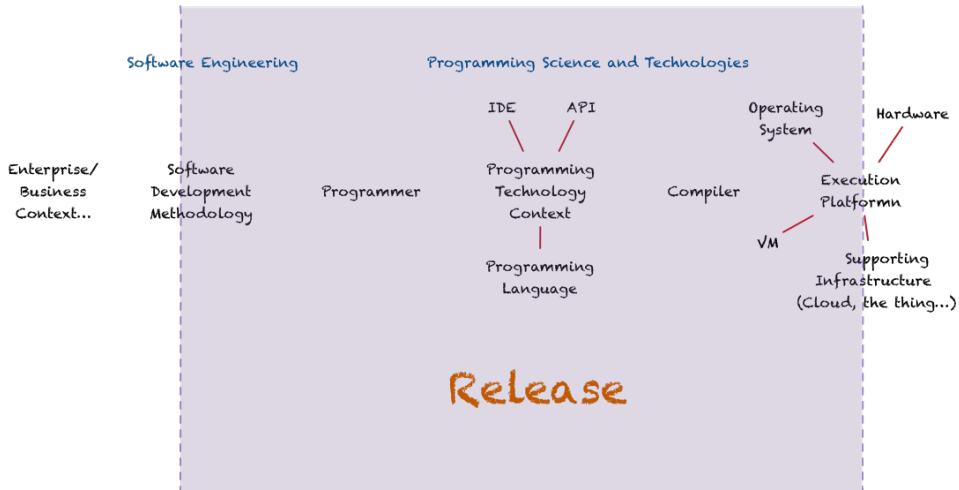 Software Engineering
Programming Science and Technologies
IDE
API
Operating
System
Hardware
Enterprise/
Business
Context...
Software
Development
Methodology
Programmer
Programming
Technology
Context
Compiler
Execution
Platformn
VM
Programming
Language
Supporting
Infrastructure
(Cloud, the thing...)
Release